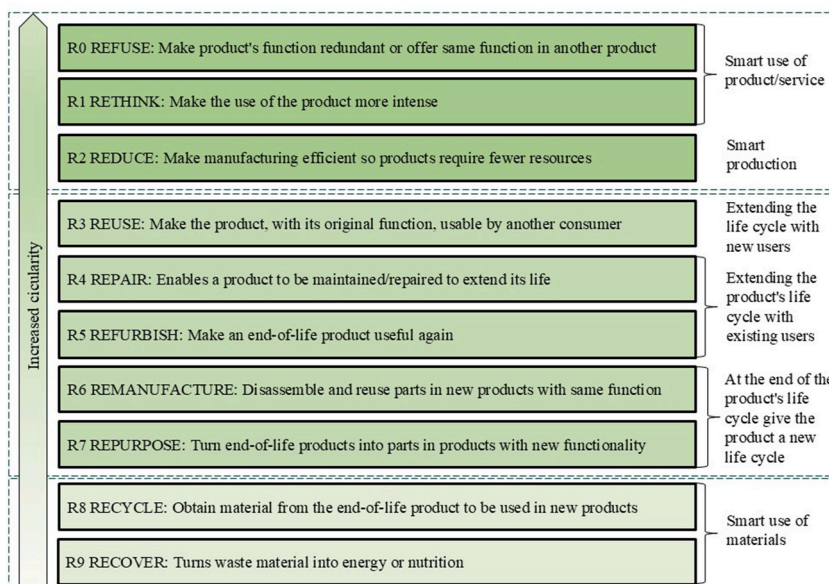 Increased cicularity
R0 REFUSE: Make product's function redundant or offer same function in another product
R1 RETHINK: Make the use of the product more intense
Smart use of
product/service
R2 REDUCE: Make manufacturing efficient so products require fewer resources
Smart
production
R3 REUSE: Make the product, with its original function, usable by another consumer
Extending the
life cycle with
new users
R4 REPAIR: Enables a product to be maintained/repaired to extend its life
R5 REFURBISH: Make an end-of-life product useful again
Extending the
product's life
cycle with
existing users
R6 REMANUFACTURE: Disassemble and reuse parts in new products with same function
R7 REPURPOSE: Turn end-of-life products into parts in products with new functionality
At the end of the
product's life
cycle give the
product a new
life cycle
R8 RECYCLE: Obtain material from the end-of-life product to be used in new products
R9 RECOVER: Turns waste material into energy or nutrition
Smart use of
materials